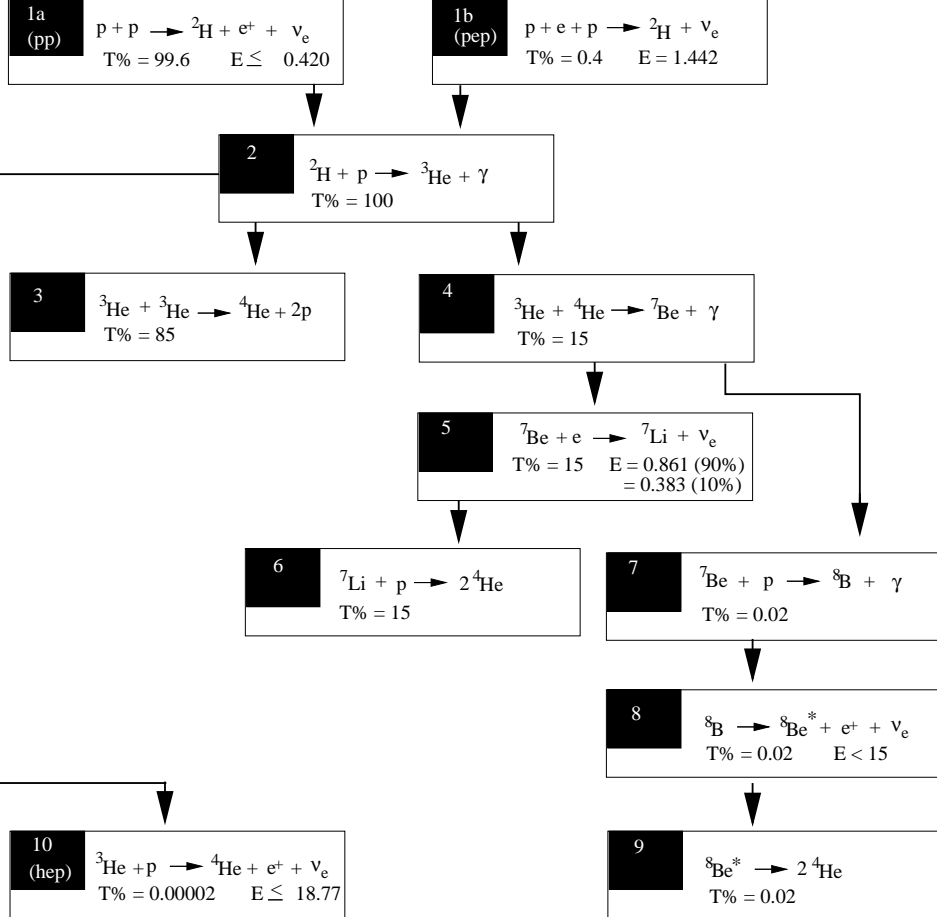 1a
(pp)
p + p → ²H + e⁺ + νₑ
T% = 99.6 E ≤ 0.420
1b
(pep)
p + e + p → ²H + νₑ
T% = 0.4 E = 1.442
2
²H + p → ³He + γ
T% = 100
3
³He + ³He → ⁴He + 2p
T% = 85
4
³He + ⁴He → ⁷Be + γ
T% = 15
5
⁷Be + e → ⁷Li + νₑ
T% = 15 E = 0.861 (90%)
= 0.383 (10%)
6
⁷Li + p → 2 ⁴He
T% = 15
7
⁷Be + p → ⁸B + γ
T% = 0.02
8
⁸B → ⁸Be* + e⁺ + νₑ
T% = 0.02 E < 15
10
(hep)
³He + p → ⁴He + e⁺ + νₑ
T% = 0.00002 E ≤ 18.77
9
⁸Be* → 2 ⁴He
T% = 0.02